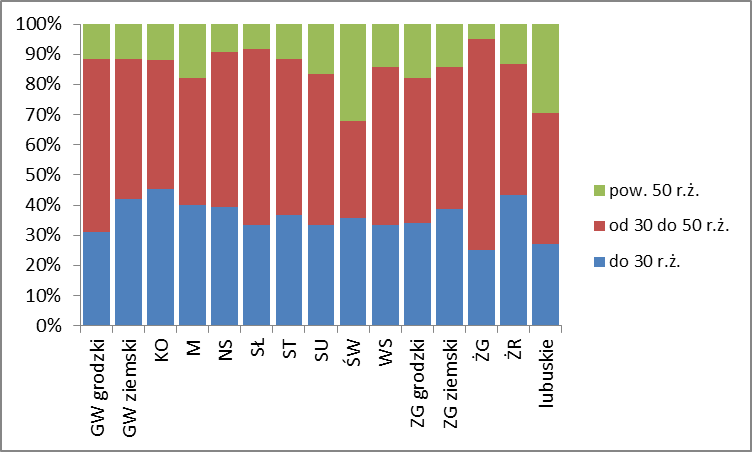 100%
90%
80%
70%
60%
50%
40%
30%
20%
10%
0%
GW grodzki
GW ziemski
KO
M
NS
SŁ
ST
SU
ŚW
WS
ZG grodzki
ZG ziemski
ŻG
ŻR
lubuskie
pow. 50 r.ż.
od 30 do 50 r.ż.
do 30 r.ż.